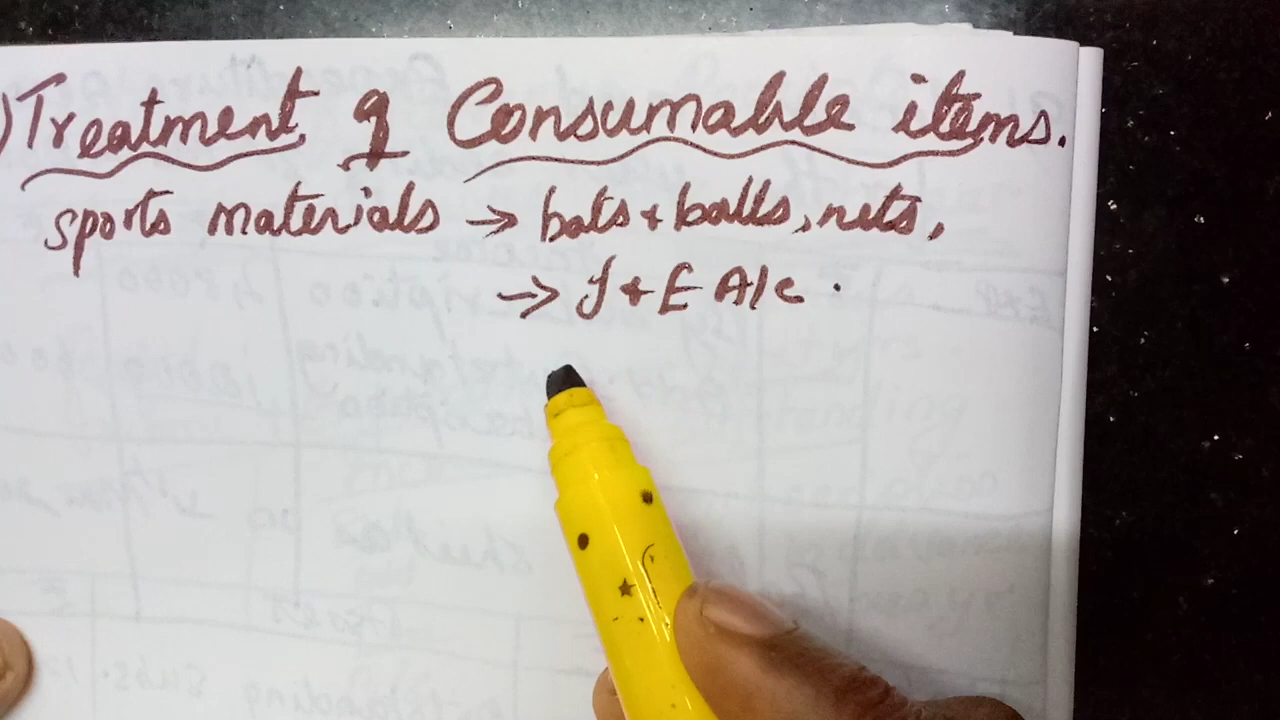 )Treatment of Consumable items.
sports materials → bats & balls, nets,
→ I & E A/c.